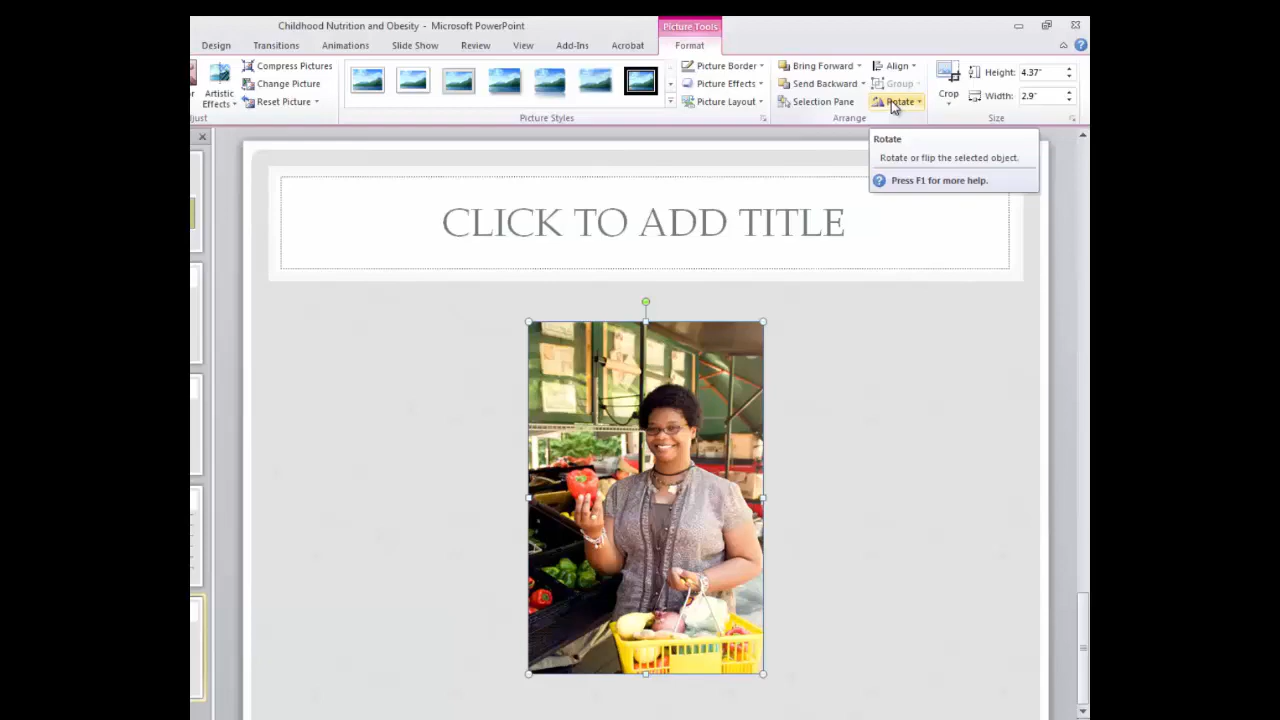 Childhood Nutrition and Obesity - Microsoft PowerPoint
Picture Tools
Design Transitions Animations Slide Show Review View Add-Ins Acrobat Format
Compress Pictures
Change Picture
Reset Picture
Artistic
Effects
just
Picture Border
Picture Effects
Picture Layout
Picture Styles
Bring Forward
Send Backward
Selection Pane
Align
Group
Rotate
Arrange
Crop
Height: 4.37"
Width: 2.9"
Size
Rotate
Rotate or flip the selected object.
Press F1 for more help.
CLICK TO ADD TITLE